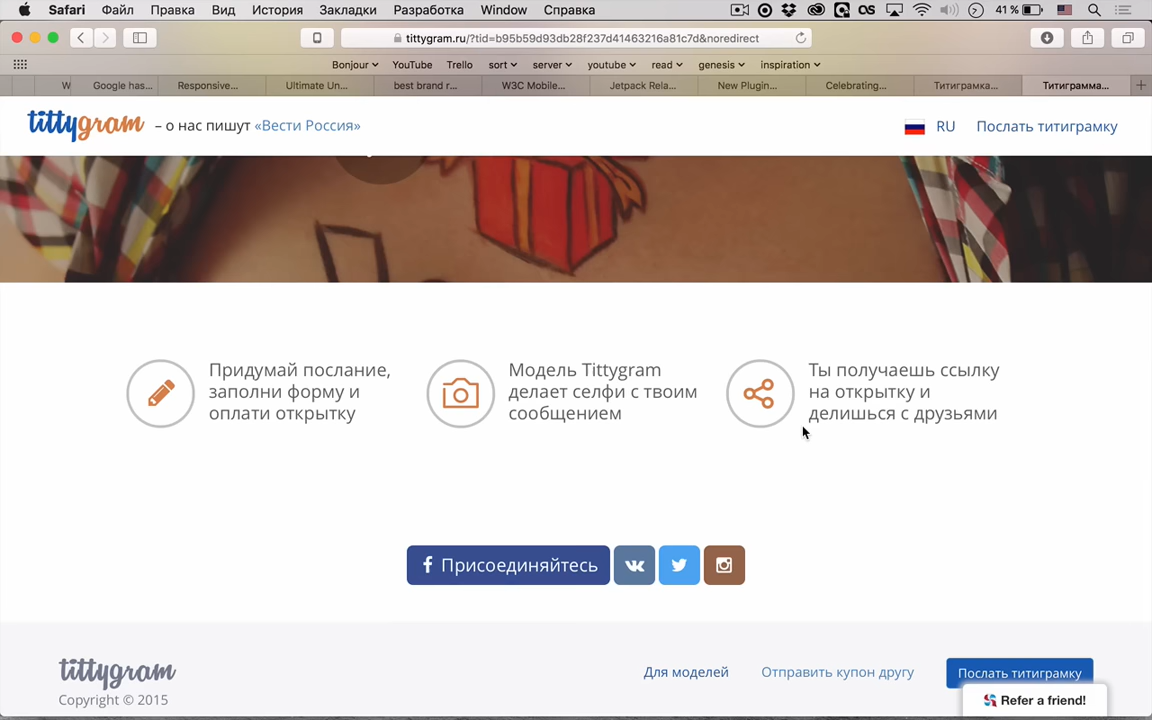 Safari Файл Правка Вид История Закладки Разработка Window Справка 41 %
tittygram.ru/?tid=b95b59d93db28f237d41463216a81c7d&noredirect
Bonjour YouTube Trello sort server youtube read genesis inspiration
W Google has... Responsive... Ultimate Un... best brand r... W3C Mobile... Jetpack Rela... New Plugin... Celebrating... Титиграмка... Титиграмма...
tittygram – о нас пишут «Вести Россия» RU Послать титиграмку
Придумай послание,
заполни форму и
оплати открытку
Модель Tittygram
делает селфи с твоим
сообщением
Ты получаешь ссылку
на открытку и
делишься с друзьями
Присоединяйтесь
tittygram
Copyright © 2015
Для моделей Отправить купон другу Послать титиграмку
Refer a friend!